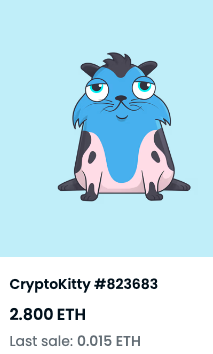 CryptoKitty #823683
2.800 ETH
Last sale: 0.015 ETH